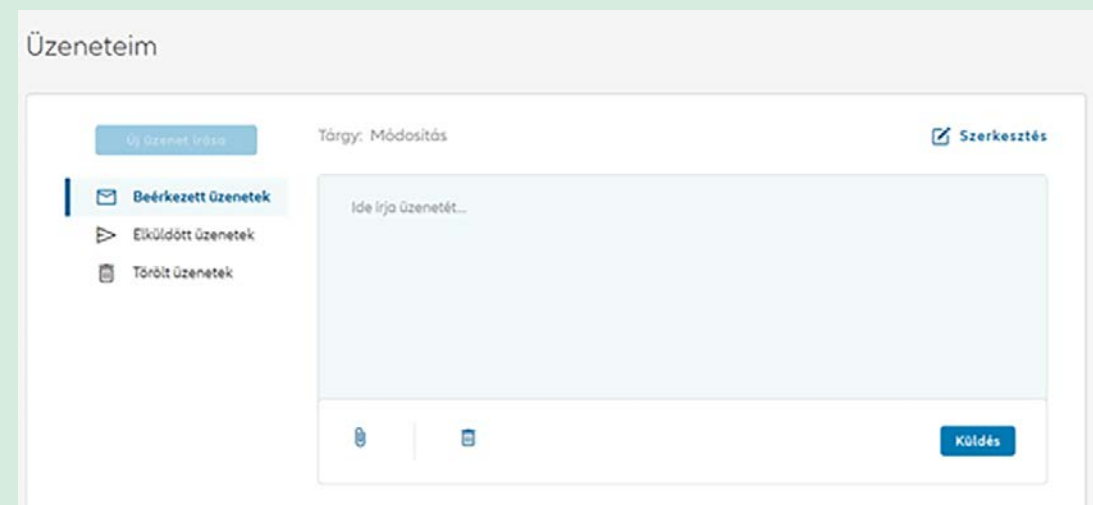 Üzeneteim
Új üzenet írása
Tárgy: Módosítás
Szerkesztés
Beérkezett üzenetek
Elküldött üzenetek
Törölt üzenetek
Ide írja üzenetét...
Küldés